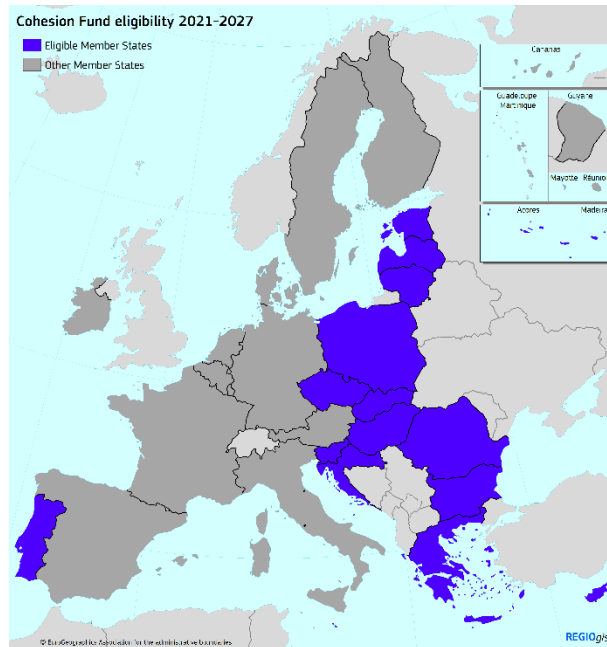 Cohesion Fund eligibility 2021–2027
Eligible Member States
Other Member States
Canarias
Guadeloupe
Martinique
Guyane
Mayotte
Réunion
Açores
Madeira
© EuroGeographics Association for the administrative boundaries
REGIOgis